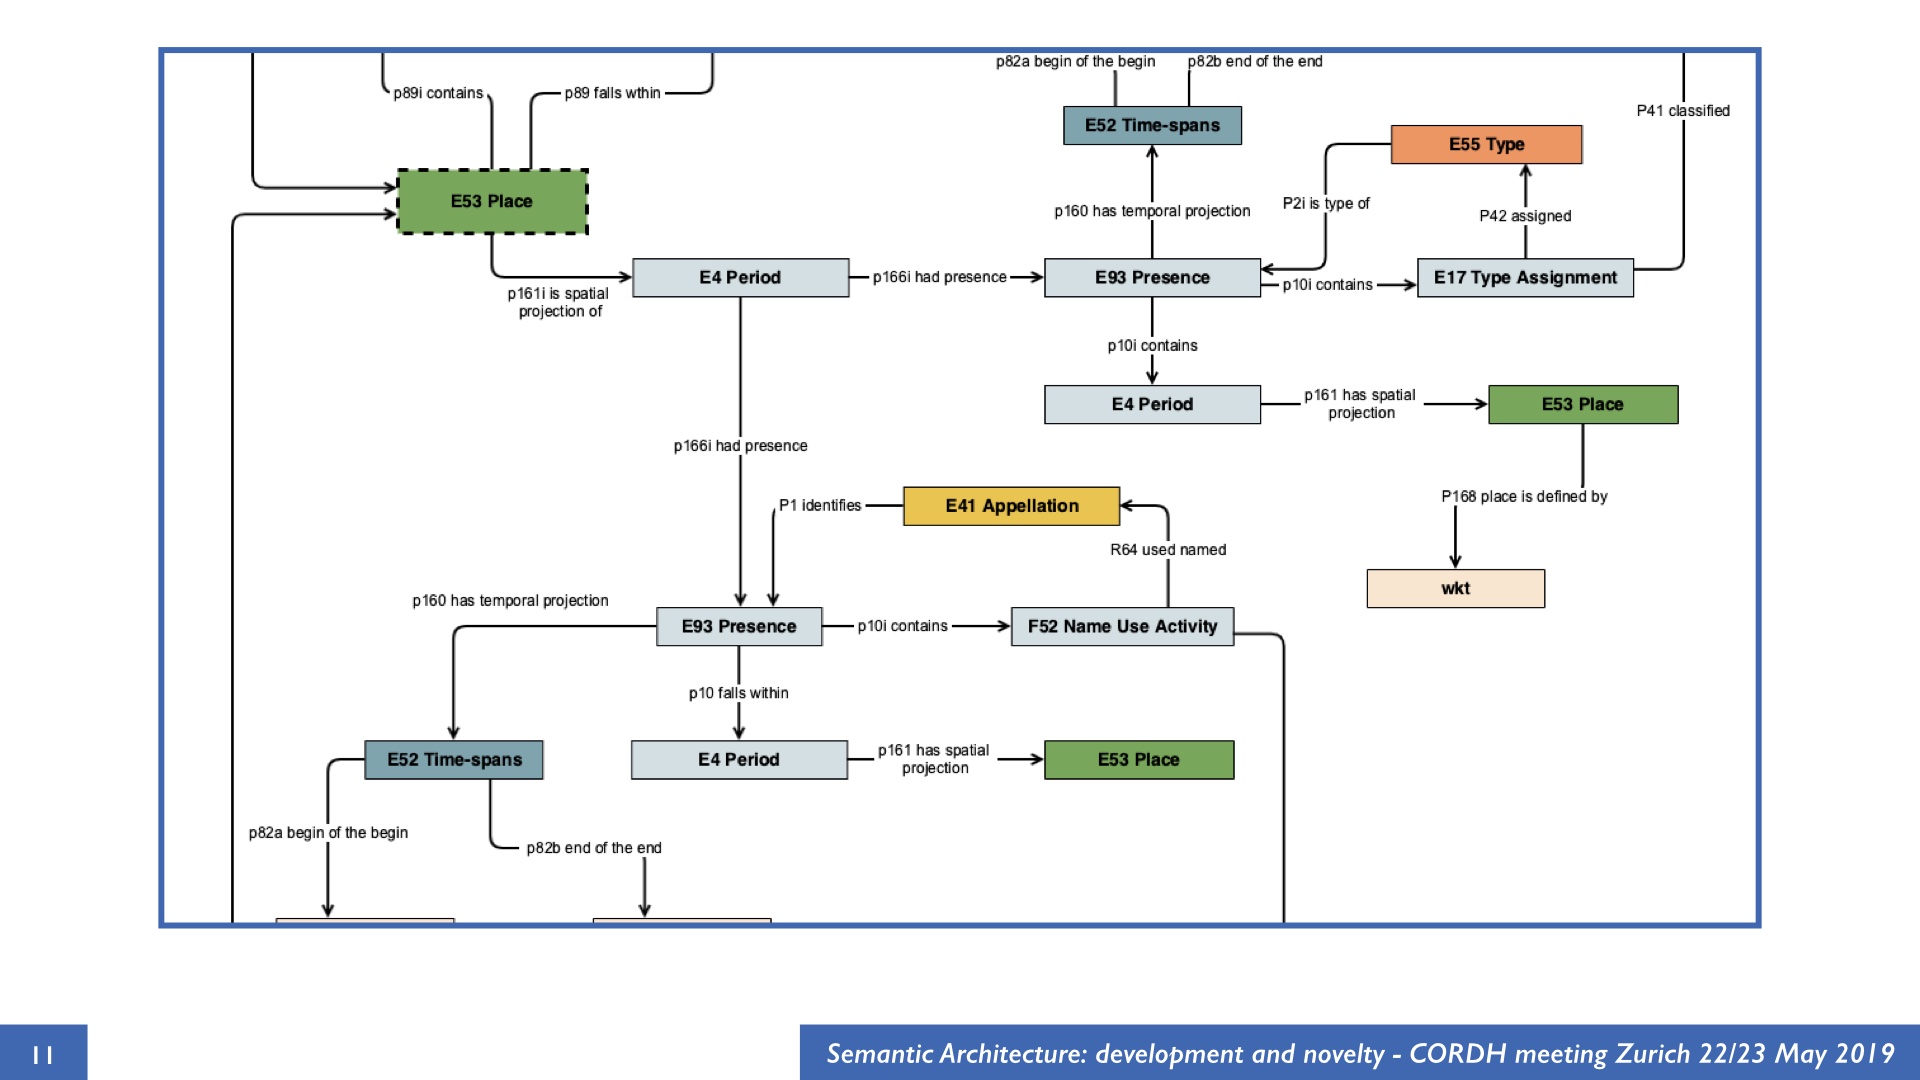 p82a begin of the begin
p82b end of the end
p89i contains
p89 falls wthin
P41 classified
E52 Time-spans
E55 Type
E53 Place
P2i is type of
p160 has temporal projection
P42 assigned
E4 Period
p166i had presence
E93 Presence
p10i contains
E17 Type Assignment
p161i is spatial
projection of
p10i contains
E4 Period
p161 has spatial
projection
E53 Place
p166i had presence
P168 place is defined by
P1 identifies
E41 Appellation
R64 used named
wkt
p160 has temporal projection
E93 Presence
p10i contains
F52 Name Use Activity
p10 falls within
E52 Time-spans
E4 Period
p161 has spatial
projection
E53 Place
p82a begin of the begin
p82b end of the end
11
Semantic Architecture: development and novelty - CORDH meeting Zurich 22/23 May 2019